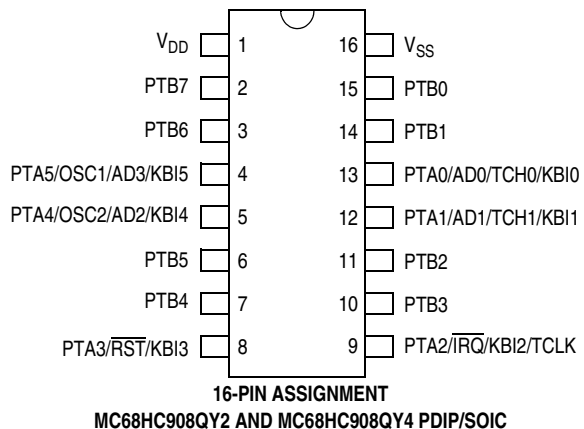 VDD 1 16 VSS
PTB7 2 15 PTB0
PTB6 3 14 PTB1
PTA5/OSC1/AD3/KBI5 4 13 PTA0/AD0/TCH0/KBI0
PTA4/OSC2/AD2/KBI4 5 12 PTA1/AD1/TCH1/KBI1
PTB5 6 11 PTB2
PTB4 7 10 PTB3
PTA3/RST/KBI3 8 9 PTA2/IRQ/KBI2/TCLK
16-PIN ASSIGNMENT
MC68HC908QY2 AND MC68HC908QY4 PDIP/SOIC